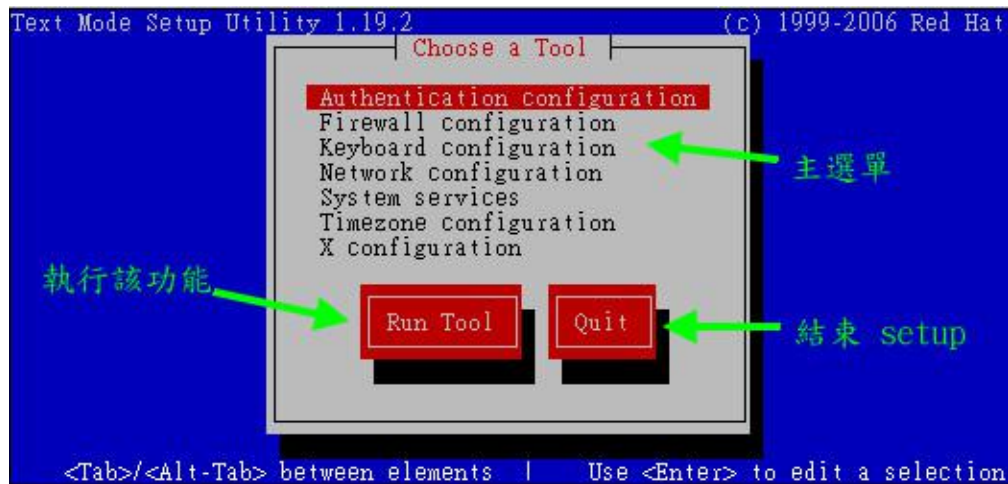 Text Mode Setup Utility 1.19.2 (c) 1999-2006 Red Hat
Choose a Tool
Authentication configuration
Firewall configuration
Keyboard configuration
主選單
Network configuration
System services
Timezone configuration
X configuration
執行該功能
Run Tool
Quit
結束 setup
<Tab>/<Alt-Tab> between elements | Use <Enter> to edit a selection